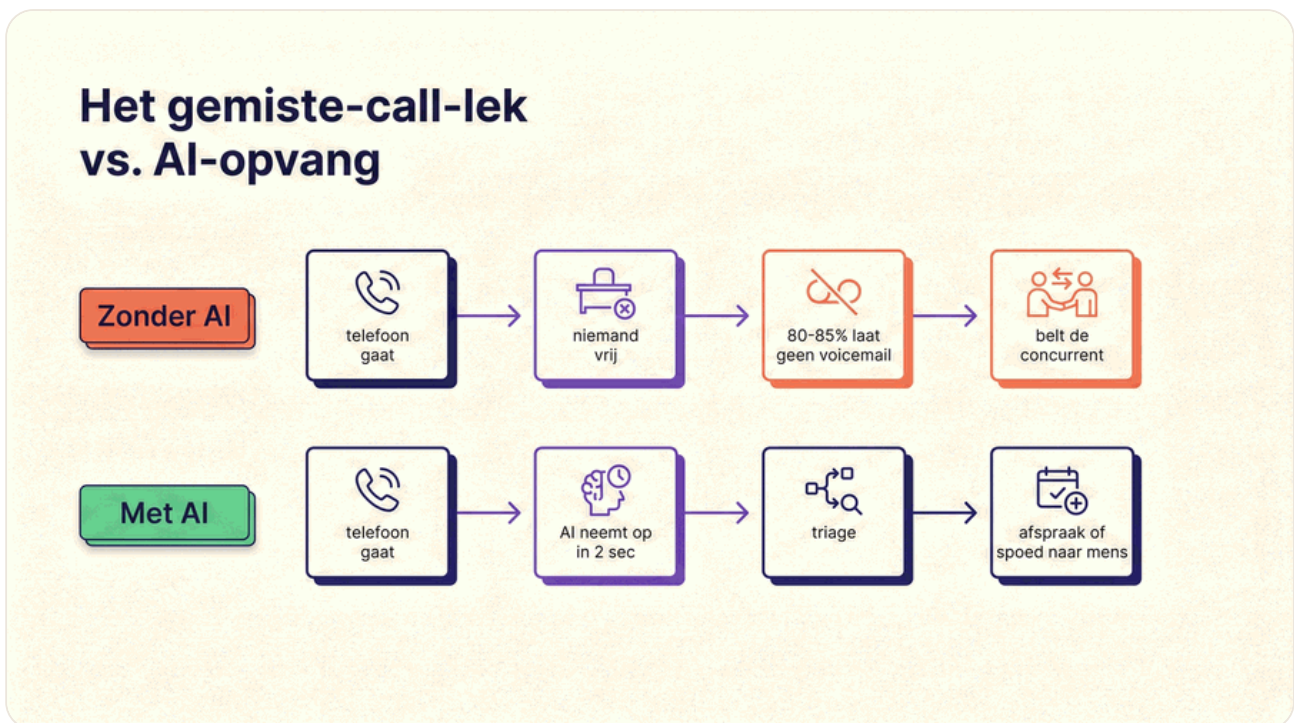 Het gemiste-call-lek
vs. AI-opvang
Zonder AI
telefoon
gaat
niemand
vrij
80-85% laat
geen voicemail
belt de
concurrent
Met AI
telefoon
gaat
AI neemt op
in 2 sec
triage
afspraak of
spoed naar mens